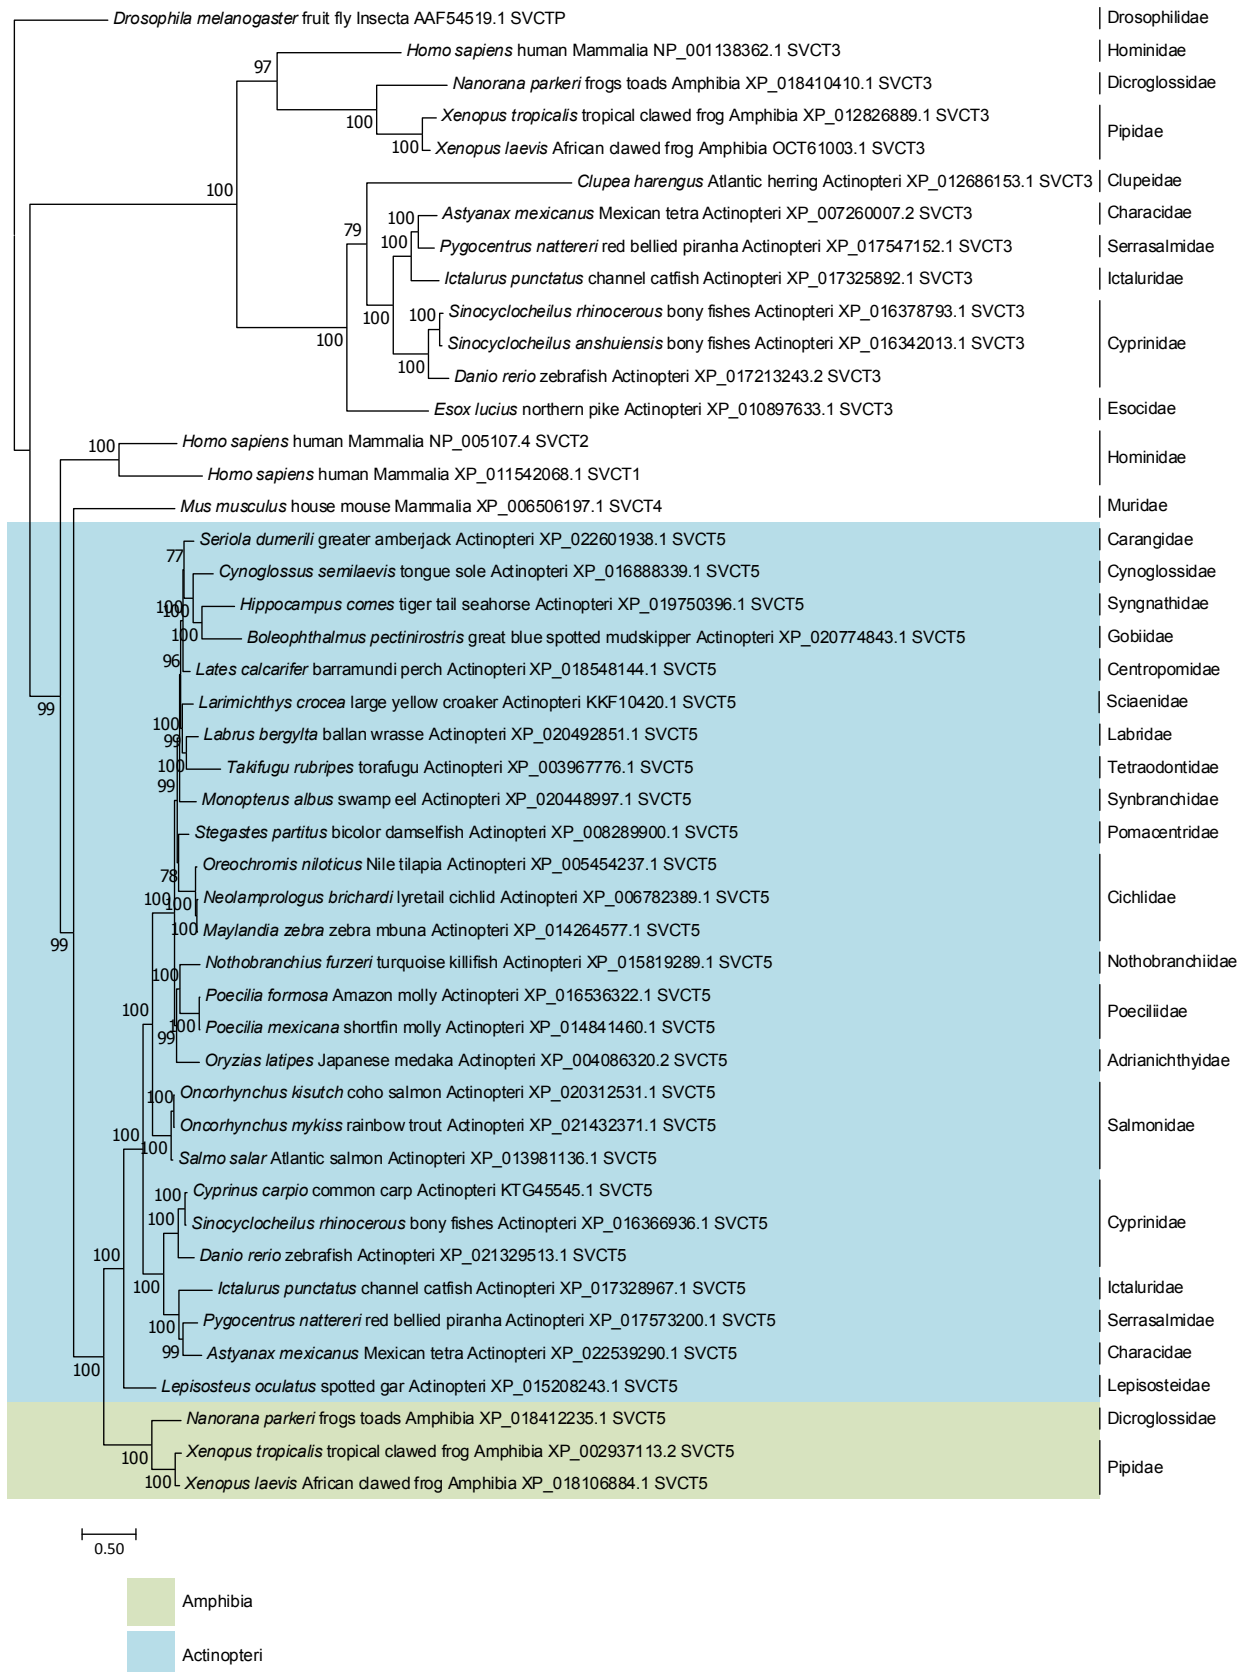 Drosophila melanogaster fruit fly Insecta AAF54519.1 SVCTP Drosophilidae
Homo sapiens human Mammalia NP_001138362.1 SVCT3 Hominidae
97
Nanorana parkeri frogs toads Amphibia XP_018410410.1 SVCT3 Dicroglossidae
Xenopus tropicalis tropical clawed frog Amphibia XP_012826889.1 SVCT3
100
Pipidae
Xenopus laevis African clawed frog Amphibia OCT61003.1 SVCT3
100
Clupea harengus Atlantic herring Actinopteri XP_012686153.1 SVCT3 Clupeidae
100
Astyanax mexicanus Mexican tetra Actinopteri XP_007260007.2 SVCT3 Characidae
100
79
100
Pygocentrus nattereri red bellied piranha Actinopteri XP_017547152.1 SVCT3 Serrasalmidae
Ictalurus punctatus channel catfish Actinopteri XP_017325892.1 SVCT3 Ictaluridae
Sinocyclocheilus rhinocerous bony fishes Actinopteri XP_016378793.1 SVCT3
100
100
100
Sinocyclocheilus anshuiensis bony fishes Actinopteri XP_016342013.1 SVCT3 Cyprinidae
100
Danio rerio zebrafish Actinopteri XP_017213243.2 SVCT3
Esox lucius northern pike Actinopteri XP_010897633.1 SVCT3 Esocidae
Homo sapiens human Mammalia NP_005107.4 SVCT2
100
Hominidae
Homo sapiens human Mammalia XP_011542068.1 SVCT1
Mus musculus house mouse Mammalia XP_006506197.1 SVCT4 Muridae
Seriola dumerili greater amberjack Actinopteri XP_022601938.1 SVCT5 Carangidae
77
Cynoglossus semilaevis tongue sole Actinopteri XP_016888339.1 SVCT5 Cynoglossidae
Hippocampus comes tiger tail seahorse Actinopteri XP_019750396.1 SVCT5 Syngnathidae
100
100
100
Boleophthalmus pectinirostris great blue spotted mudskipper Actinopteri XP_020774843.1 SVCT5 Gobiidae
96
Lates calcarifer barramundi perch Actinopteri XP_018548144.1 SVCT5 Centropomidae
Larimichthys crocea large yellow croaker Actinopteri KKF10420.1 SVCT5 Sciaenidae
99
100
99
Labrus bergylta ballan wrasse Actinopteri XP_020492851.1 SVCT5 Labridae
100
Takifugu rubripes torafugu Actinopteri XP_003967776.1 SVCT5 Tetraodontidae
99
Monopterus albus swamp eel Actinopteri XP_020448997.1 SVCT5 Synbranchidae
Stegastes partitus bicolor damselfish Actinopteri XP_008289900.1 SVCT5 Pomacentridae
Oreochromis niloticus Nile tilapia Actinopteri XP_005454237.1 SVCT5
78
100
100
Neolamprologus brichardi lyretail cichlid Actinopteri XP_006782389.1 SVCT5 Cichlidae
100
Maylandia zebra zebra mbuna Actinopteri XP_014264577.1 SVCT5
99
Nothobranchius furzeri turquoise killifish Actinopteri XP_015819289.1 SVCT5 Nothobranchiidae
100
Poecilia formosa Amazon molly Actinopteri XP_016536322.1 SVCT5
100
Poeciliidae
100
99
Poecilia mexicana shortfin molly Actinopteri XP_014841460.1 SVCT5
Oryzias latipes Japanese medaka Actinopteri XP_004086320.2 SVCT5 Adrianichthyidae
Oncorhynchus kisutch coho salmon Actinopteri XP_020312531.1 SVCT5
100
Oncorhynchus mykiss rainbow trout Actinopteri XP_021432371.1 SVCT5 Salmonidae
100
100
Salmo salar Atlantic salmon Actinopteri XP_013981136.1 SVCT5
Cyprinus carpio common carp Actinopteri KTG45545.1 SVCT5
100
100
Sinocyclocheilus rhinocerous bony fishes Actinopteri XP_016366936.1 SVCT5 Cyprinidae
100
Danio rerio zebrafish Actinopteri XP_021329513.1 SVCT5
100
Ictalurus punctatus channel catfish Actinopteri XP_017328967.1 SVCT5 Ictaluridae
100
Pygocentrus nattereri red bellied piranha Actinopteri XP_017573200.1 SVCT5 Serrasalmidae
99
Astyanax mexicanus Mexican tetra Actinopteri XP_022539290.1 SVCT5 Characidae
100
Lepisosteus oculatus spotted gar Actinopteri XP_015208243.1 SVCT5 Lepisosteidae
Nanorana parkeri frogs toads Amphibia XP_018412235.1 SVCT5 Dicroglossidae
100
Xenopus tropicalis tropical clawed frog Amphibia XP_002937113.2 SVCT5
Pipidae
100
Xenopus laevis African clawed frog Amphibia XP_018106884.1 SVCT5
0.50
Amphibia
Actinopteri